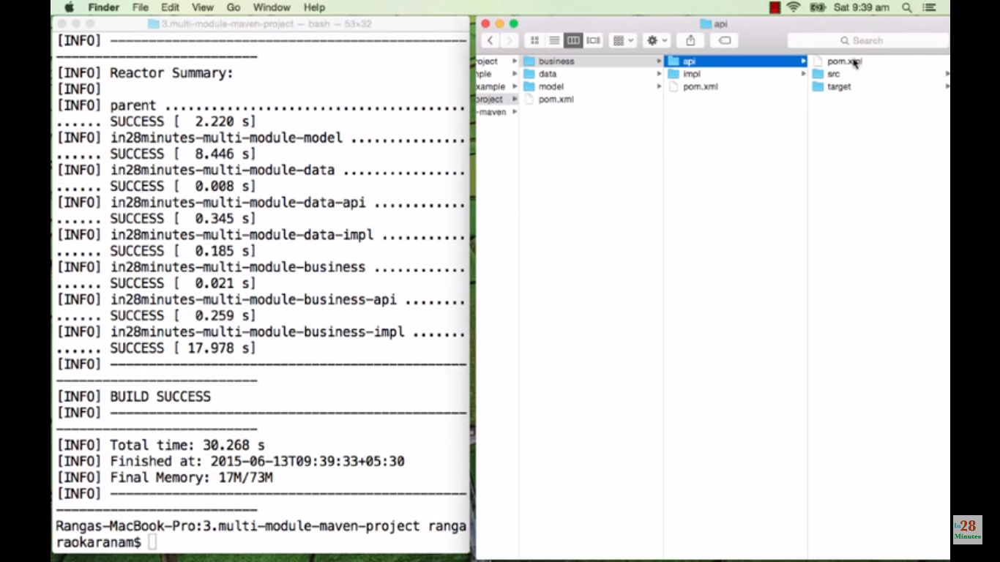 Finder File Edit View Go Window Help Sat 9:39 am
3.multi-module-maven-project — bash — 53×32
[INFO] ------------------------------------------------------------------------
[INFO] Reactor Summary:
[INFO]
[INFO] parent .......................................
...... SUCCESS [  2.220 s]
[INFO] in28minutes-multi-module-model ...............
...... SUCCESS [  8.446 s]
[INFO] in28minutes-multi-module-data ................
...... SUCCESS [  0.008 s]
[INFO] in28minutes-multi-module-data-api ............
...... SUCCESS [  0.345 s]
[INFO] in28minutes-multi-module-data-impl ...........
...... SUCCESS [  0.185 s]
[INFO] in28minutes-multi-module-business ............
...... SUCCESS [  0.021 s]
[INFO] in28minutes-multi-module-business-api ........
...... SUCCESS [  0.259 s]
[INFO] in28minutes-multi-module-business-impl .......
...... SUCCESS [ 17.978 s]
[INFO] ------------------------------------------------------------------------
[INFO] BUILD SUCCESS
[INFO] ------------------------------------------------------------------------
[INFO] Total time: 30.268 s
[INFO] Finished at: 2015-06-13T09:39:33+05:30
[INFO] Final Memory: 17M/73M
[INFO] ------------------------------------------------------------------------
Rangas-MacBook-Pro:3.multi-module-maven-project ranga
raokaranam$
api
Search
roject
mple
xample
project
-maven
business
data
model
pom.xml
api
impl
pom.xml
pom.xml
src
target
In28
Minutes